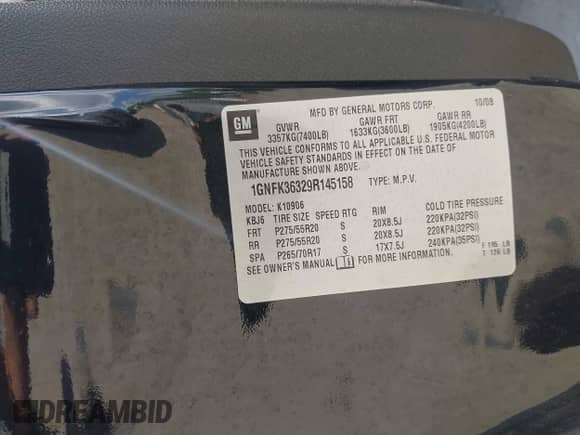 GM
MFD BY GENERAL MOTORS CORP. 10/08
GVWR GAWR FRT GAWR RR
3357KG(7400LB) 1633KG(3600LB) 1905KG(4200LB)
THIS VEHICLE CONFORMS TO ALL APPLICABLE U.S. FEDERAL MOTOR
VEHICLE SAFETY STANDARDS IN EFFECT ON THE DATE OF
MANUFACTURE SHOWN ABOVE.
1GNFK36329R145158 TYPE: M.P.V.
MODEL: K10906
KBJ6 TIRE SIZE SPEED RTG RIM COLD TIRE PRESSURE
FRT P275/55R20 S 20X8.5J 220KPA(32PSI)
RR P275/55R20 S 20X8.5J 220KPA(32PSI)
SPA P265/70R17 S 17X7.5J 240KPA(35PSI)
SEE OWNER'S MANUAL FOR MORE INFORMATION. F 195 LB
T 126 LB
DREAMBID